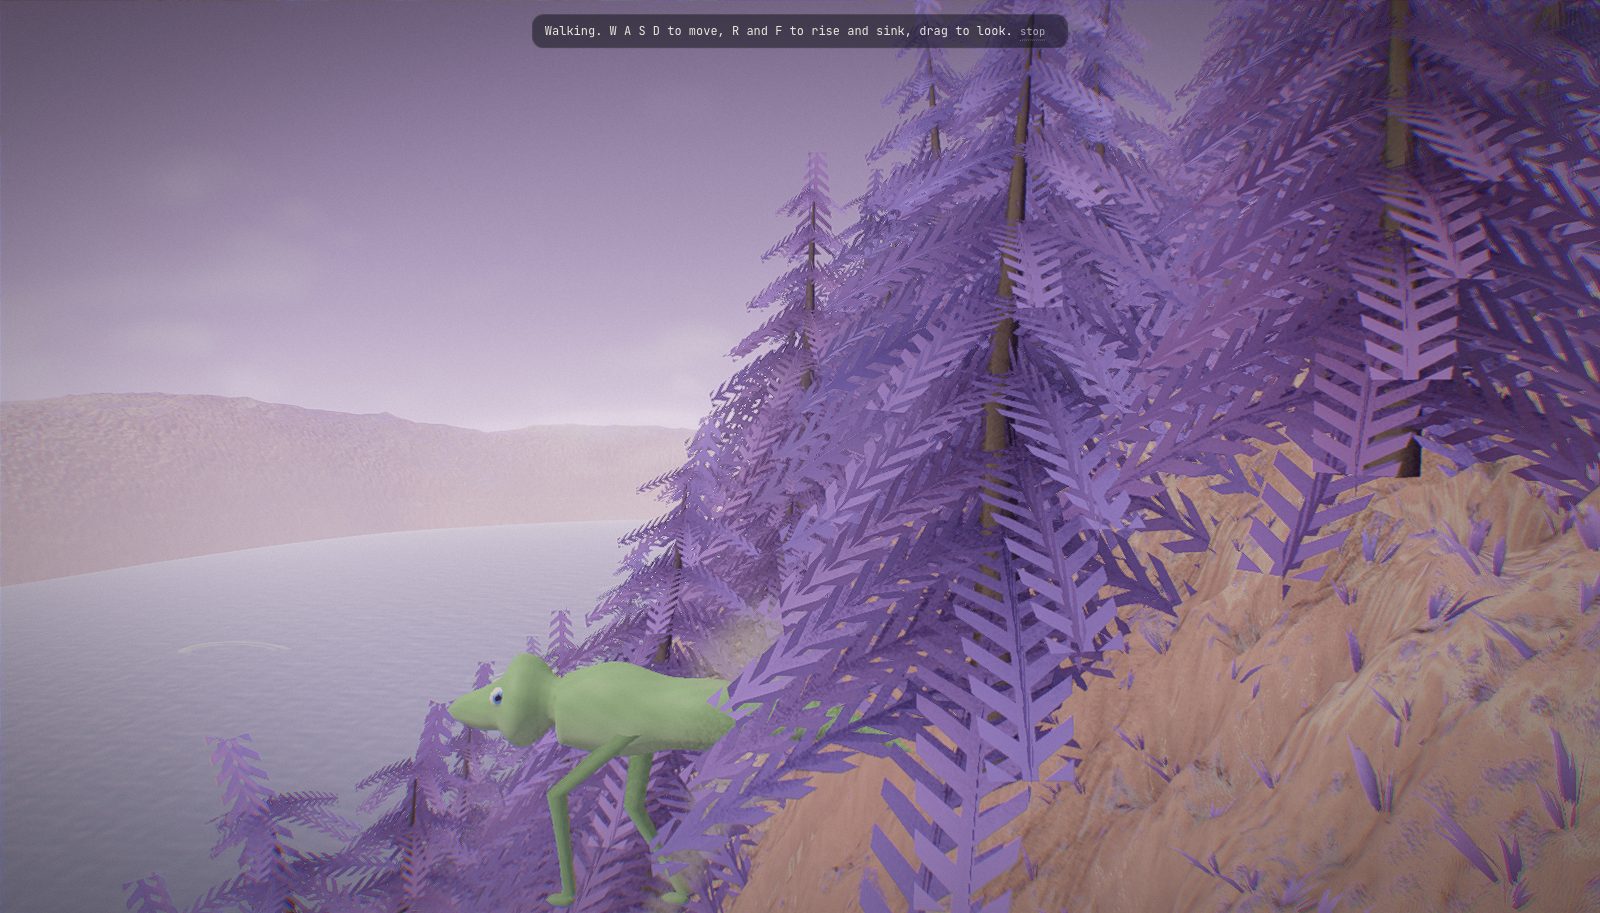 Walking. W A S D to move, R and F to rise and sink, drag to look. stop